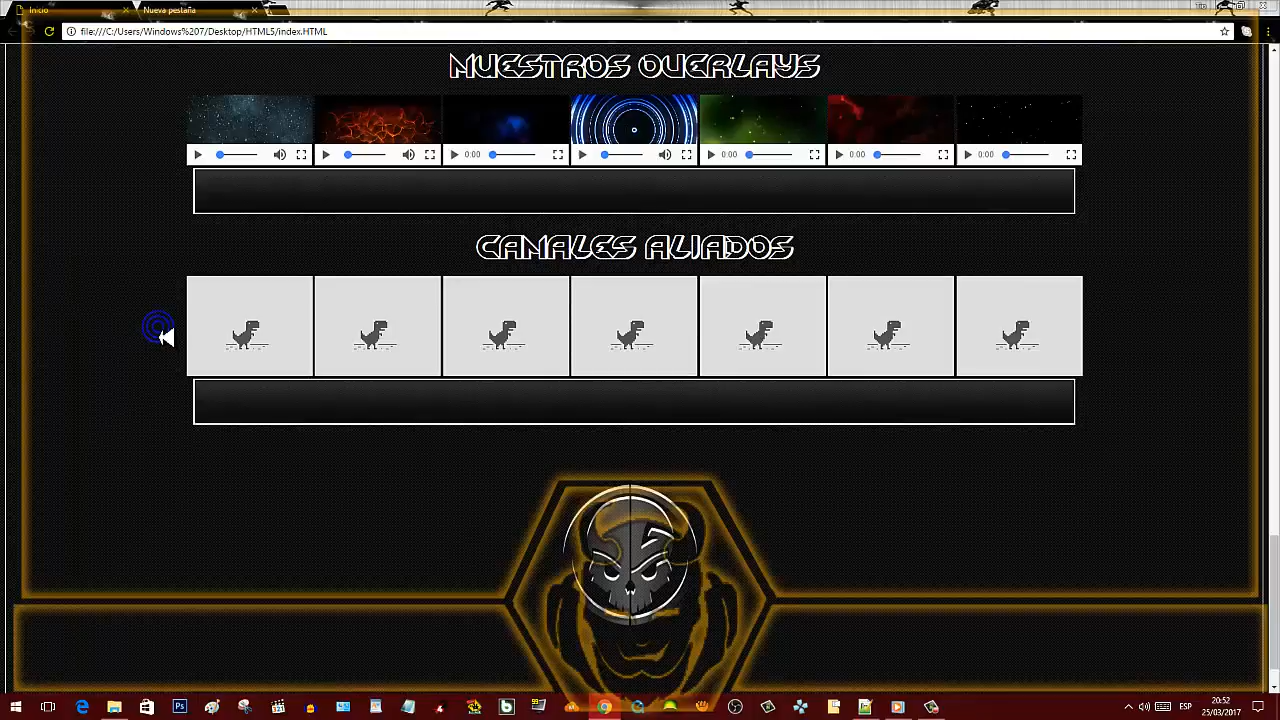 Inicio
Nueva pestaña
file:///C:/Users/Windows%207/Desktop/HTML5/index.HTML
NUESTROS OVERLAYS
0:00
0:00
0:00
0:00
CANALES ALIADOS
ESP
20:52
25/03/2017